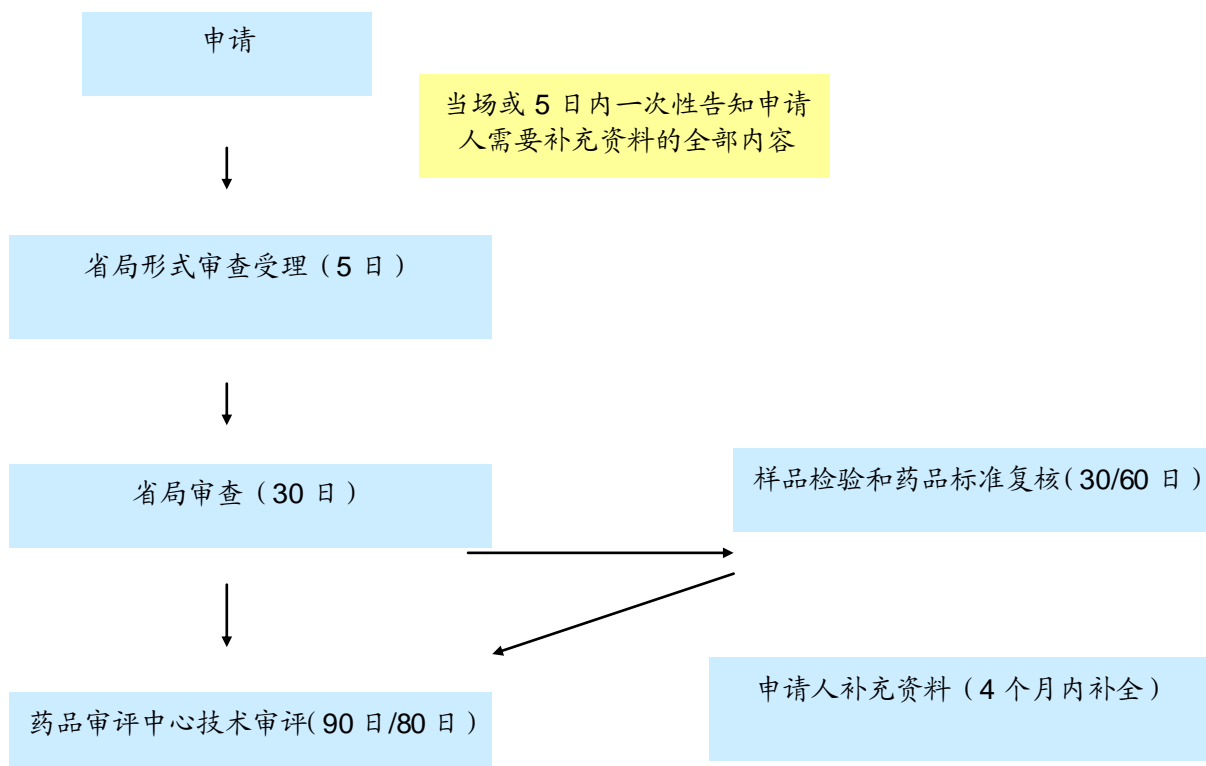 申请
当场或 5 日内一次性告知申请
人需要补充资料的全部内容
省局形式审查受理（5 日）
省局审查（30 日）
样品检验和药品标准复核（30/60 日）
申请人补充资料（4 个月内补全）
药品审评中心技术审评（90 日/80 日）